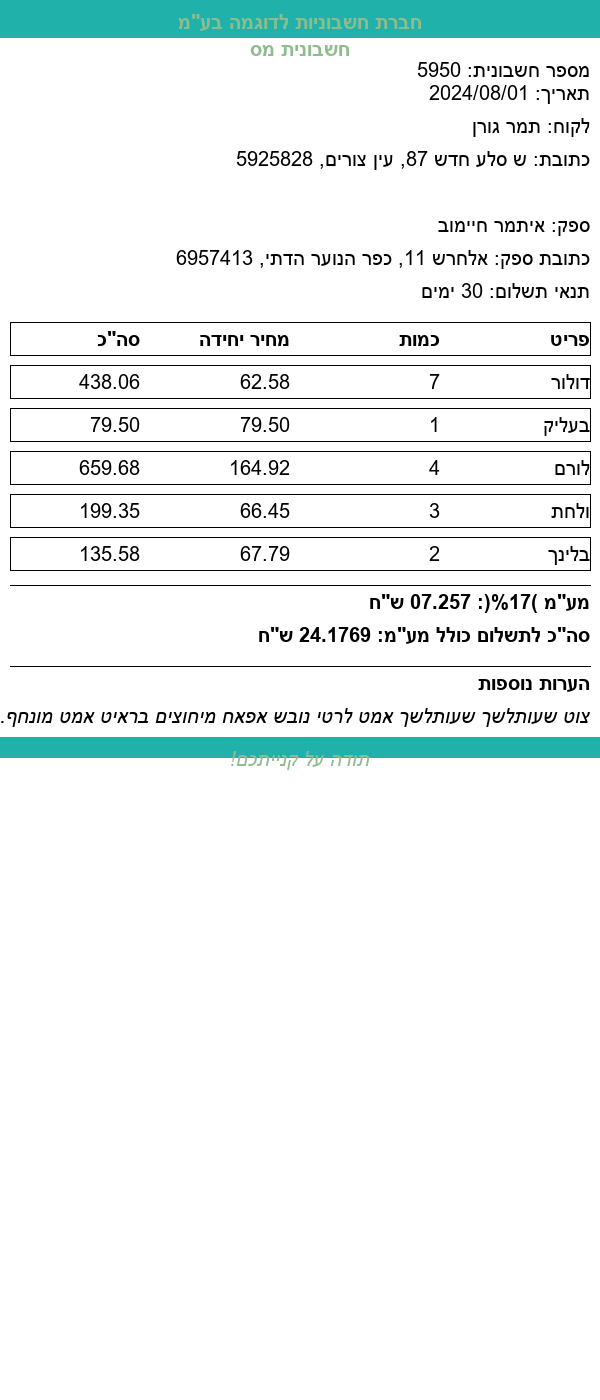 חברת חשבוניות לדוגמה בע"מ
חשבונית מס
מספר חשבונית: 5950
תאריך: 2024/08/01
לקוח: תמר גורן
כתובת: ש סלע חדש 87, עין צורים, 5925828
ספק: איתמר חיימוב
כתובת ספק: אלחרש 11, כפר הנוער הדתי, 6957413
תנאי תשלום: 30 ימים
פריט כמות מחיר יחידה סה"כ
דולור 7 62.58 438.06
בעליק 1 79.50 79.50
לורם 4 164.92 659.68
ולחת 3 66.45 199.35
בלינך 2 67.79 135.58
מע"מ )17%(: 07.257 ש"ח
סה"כ לתשלום כולל מע"מ: 24.1769 ש"ח
הערות נוספות
צוט שעותלשך שעותלשך אמט לרטי נובש אפאח מיחוצים בראיט אמט מונחף.
תודה על קנייתכם!